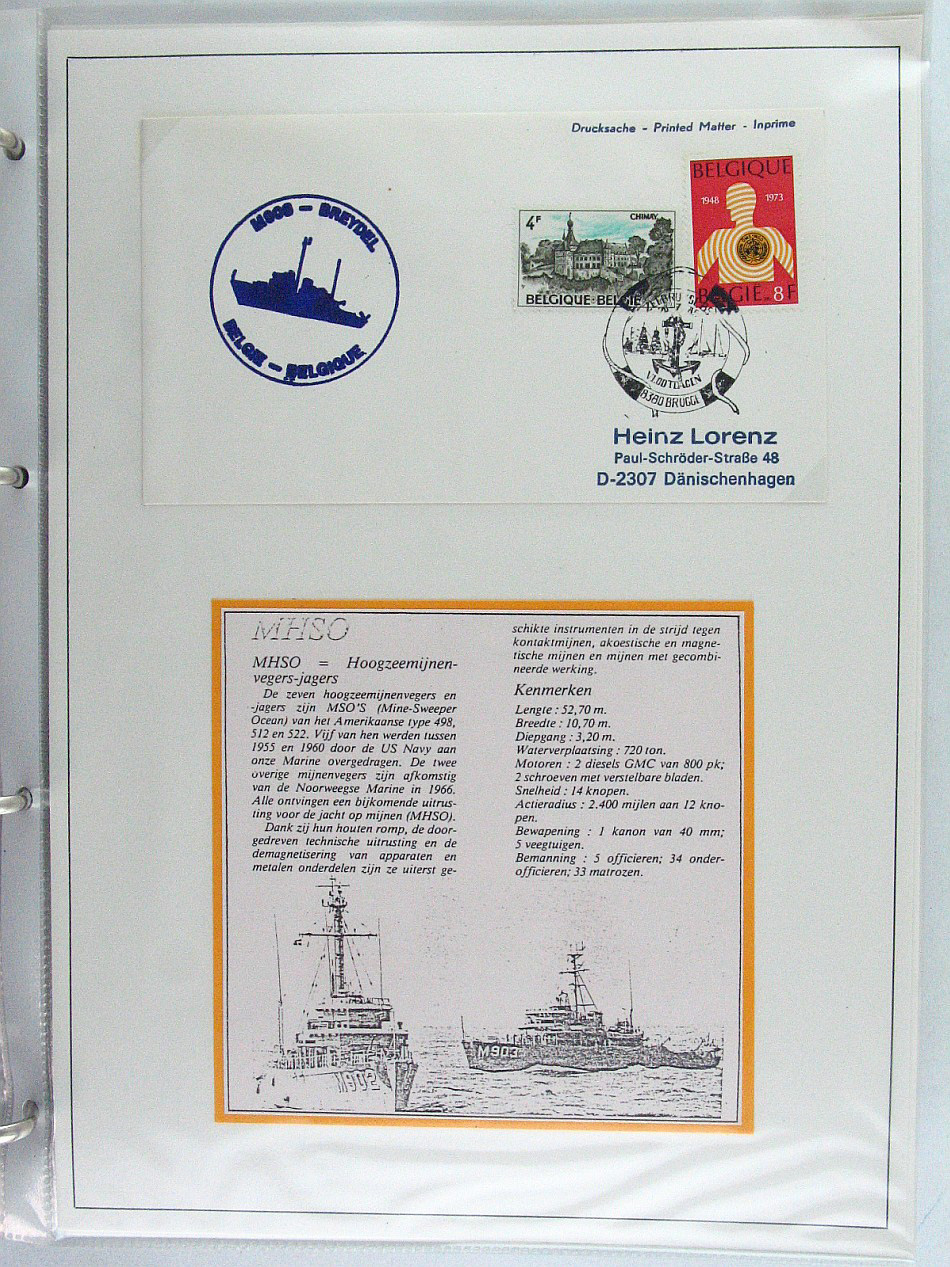 Drucksache - Printed Matter - Inprime
BELGIQUE
1948 1973
BELGIE 8F
4F CHIMAY
BELGIQUE-BELGIË
BREYDEL
BELGIE - BELGIQUE
VLOOTDAGEN
8380 BRUGGE
Heinz Lorenz
Paul-Schröder-Straße 48
D-2307 Dänischenhagen
MHSO
MHSO = Hoogzeemijnen-
vegers-jagers
De zeven hoogzeemijnenvegers en
-jagers zijn MSO'S (Mine-Sweeper
Ocean) van het Amerikaanse type 498,
512 en 522. Vijf van hen werden tussen
1955 en 1960 door de US Navy aan
onze Marine overgedragen. De twee
overige mijnenvegers zijn afkomstig
van de Noorweegse Marine in 1966.
Alle ontvingen een bijkomende uitrus-
ting voor de jacht op mijnen (MHSO).
Dank zij hun houten romp, de door-
gedreven technische uitrusting en de
demagnetisering van apparaten en
metalen onderdelen zijn ze uiterst ge-
schikte instrumenten in de strijd tegen
kontaktmijnen, akoestische en magne-
tische mijnen en mijnen met gecombi-
neerde werking.
Kenmerken
Lengte : 52,70 m.
Breedte : 10,70 m.
Diepgang : 3,20 m.
Waterverplaatsing : 720 ton.
Motoren : 2 diesels GMC van 800 pk;
2 schroeven met verstelbare bladen.
Snelheid : 14 knopen.
Actieradius : 2.400 mijlen aan 12 kno-
pen.
Bewapening : 1 kanon van 40 mm;
5 veegtuigen.
Bemanning : 5 officieren; 34 onder-
officieren; 33 matrozen.
M902
M903